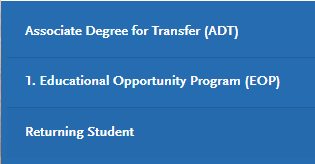 Associate Degree for Transfer (ADT)
1. Educational Opportunity Program (EOP)
Returning Student